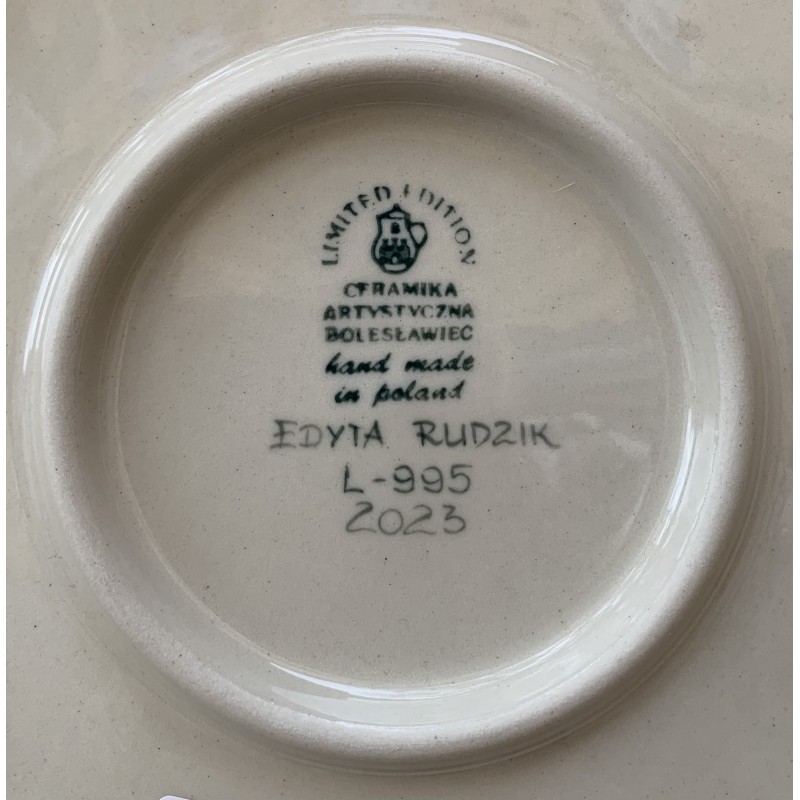 LIMITED EDITION
B
CERAMIKA
ARTYSTYCZNA
BOLESŁAWIEC
hand made
in poland
EDYTA RUDZIK
L-995
2023